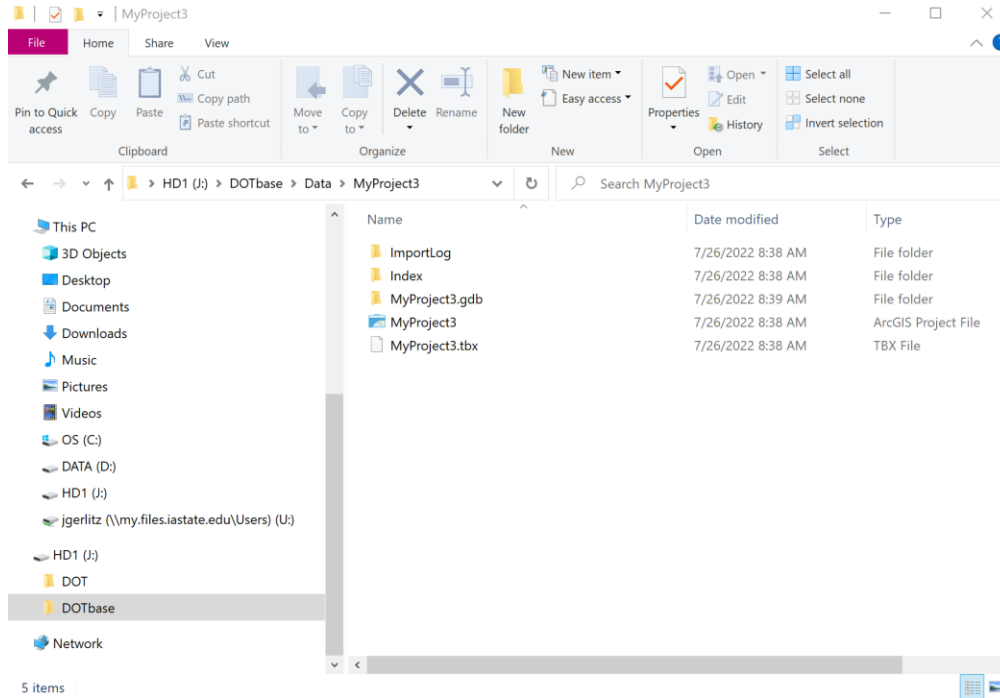 MyProject3
File Home Share View
Pin to Quick access
Copy
Paste
Cut
Copy path
Paste shortcut
Clipboard
Move to
Copy to
Delete
Rename
Organize
New folder
New item
Easy access
New
Properties
Open
Edit
History
Open
Select all
Select none
Invert selection
Select
HD1 (J:) > DOTbase > Data > MyProject3
Search MyProject3
This PC
3D Objects
Desktop
Documents
Downloads
Music
Pictures
Videos
OS (C:)
DATA (D:)
HD1 (J:)
jgerlitz (\\my.files.iastate.edu\Users) (U:)
HD1 (J:)
DOT
DOTbase
Network
Name Date modified Type
ImportLog 7/26/2022 8:38 AM File folder
Index 7/26/2022 8:38 AM File folder
MyProject3.gdb 7/26/2022 8:39 AM File folder
MyProject3 7/26/2022 8:38 AM ArcGIS Project File
MyProject3.tbx 7/26/2022 8:38 AM TBX File
5 items